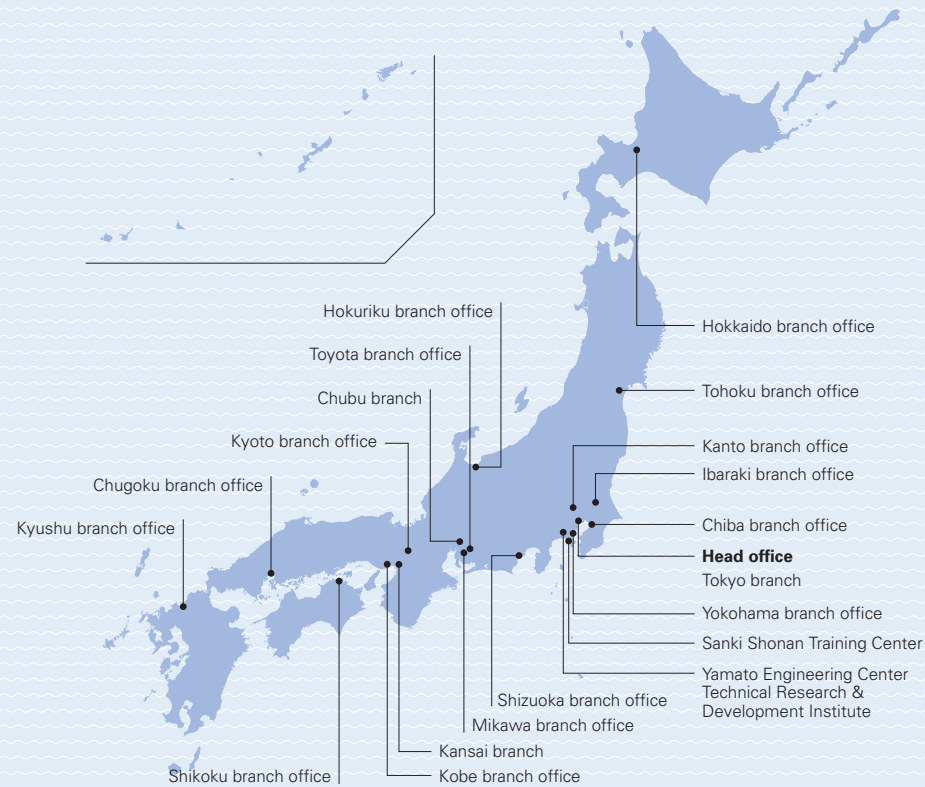 Hokuriku branch office
Toyota branch office
Chubu branch
Kyoto branch office
Chugoku branch office
Kyushu branch office
Hokkaido branch office
Tohoku branch office
Kanto branch office
Ibaraki branch office
Chiba branch office
Head office
Tokyo branch
Yokohama branch office
Sanki Shonan Training Center
Yamato Engineering Center
Technical Research &
Development Institute
Shizuoka branch office
Mikawa branch office
Kansai branch
Kobe branch office
Shikoku branch office